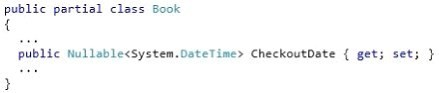 public partial class Book
{
...
public Nullable<System.DateTime> CheckoutDate { get; set; }
...
}